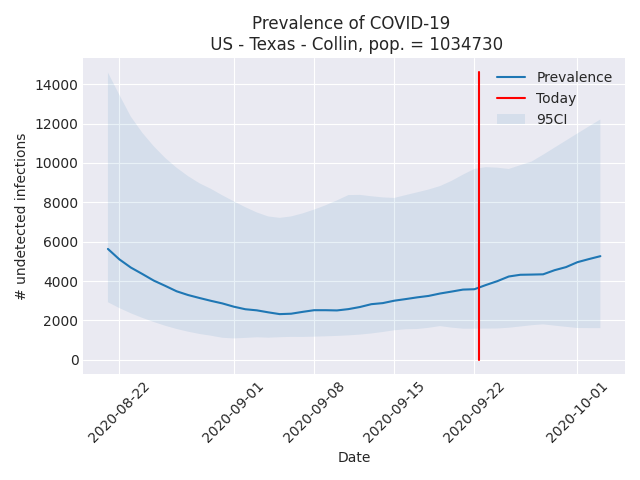 Prevalence of COVID-19
US - Texas - Collin, pop. = 1034730
Prevalence
Today
95CI
14000
12000
10000
8000
6000
4000
2000
0
# undetected infections
2020-08-22
2020-09-01
2020-09-08
2020-09-15
2020-09-22
2020-10-01
Date